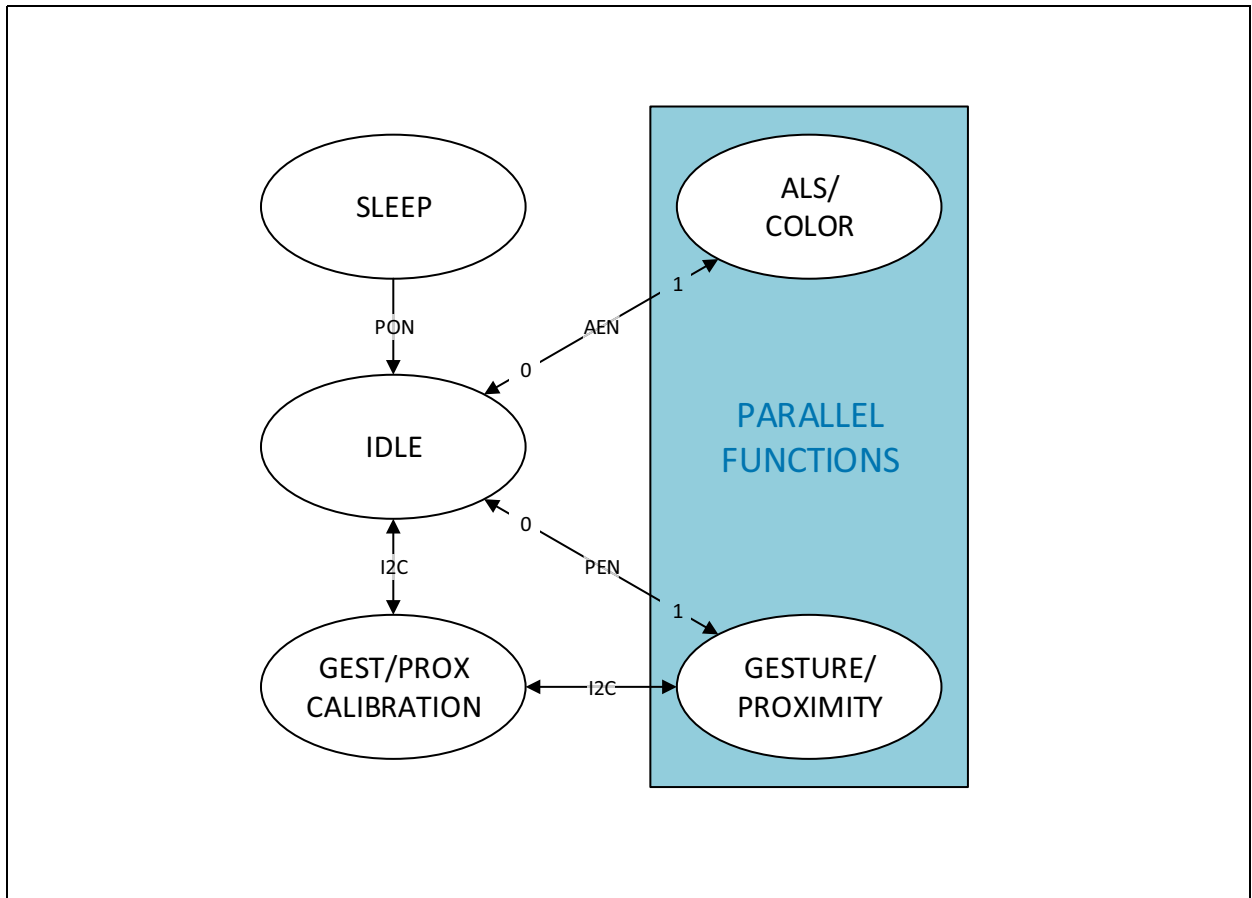 SLEEP
ALS/
COLOR
1
PON
AEN
0
IDLE
PARALLEL
FUNCTIONS
0
I2C
PEN
1
GEST/PROX
CALIBRATION
I2C
GESTURE/
PROXIMITY